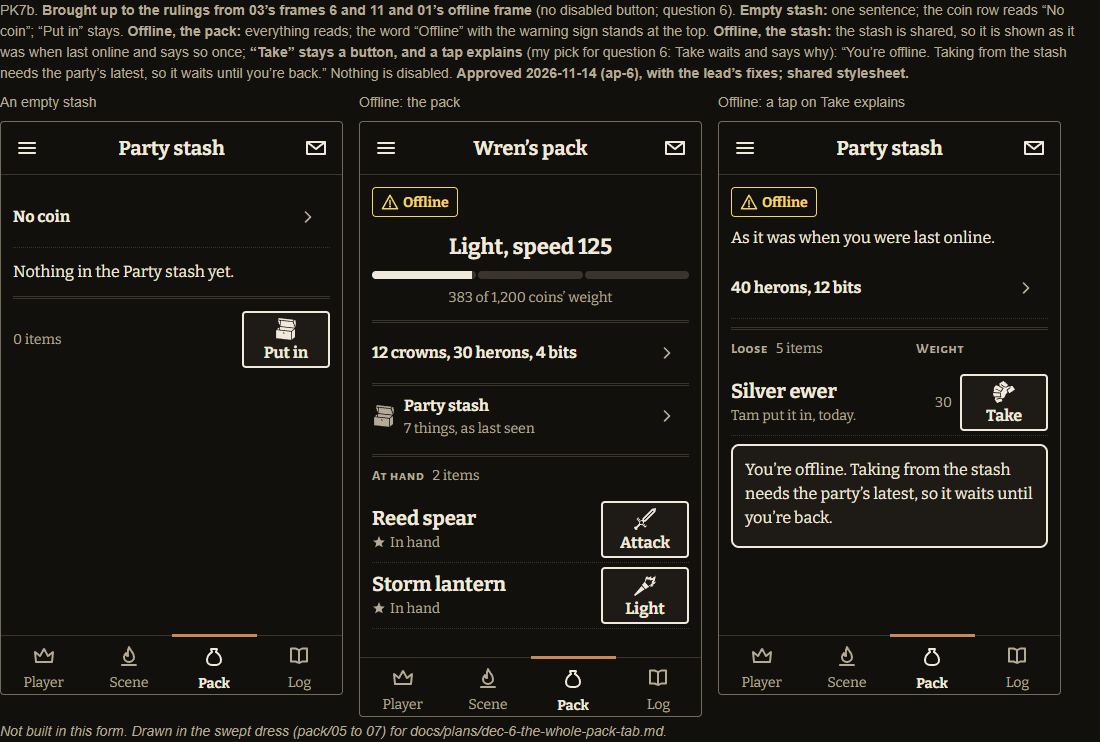 PK7b. Brought up to the rulings from 03’s frames 6 and 11 and 01’s offline frame (no disabled button; question 6). Empty stash: one sentence; the coin row reads “No
coin”; “Put in” stays. Offline, the pack: everything reads; the word “Offline” with the warning sign stands at the top. Offline, the stash: the stash is shared, so it is shown as it
was when last online and says so once; “Take” stays a button, and a tap explains (my pick for question 6: Take waits and says why): “You’re offline. Taking from the stash
needs the party’s latest, so it waits until you’re back.” Nothing is disabled. Approved 2026-11-14 (ap-6), with the lead’s fixes; shared stylesheet.
An empty stash
Party stash
No coin
Nothing in the Party stash yet.
0 items
Put in
Player
Scene
Pack
Log
Offline: the pack
Wren’s pack
Offline
Light, speed 125
383 of 1,200 coins’ weight
12 crowns, 30 herons, 4 bits
Party stash
7 things, as last seen
At hand 2 items
Reed spear
In hand
Attack
Storm lantern
In hand
Light
Player
Scene
Pack
Log
Offline: a tap on Take explains
Party stash
Offline
As it was when you were last online.
40 herons, 12 bits
Loose 5 items Weight
Silver ewer
Tam put it in, today.
30
Take
You’re offline. Taking from the stash
needs the party’s latest, so it waits until
you’re back.
Player
Scene
Pack
Log
Not built in this form. Drawn in the swept dress (pack/05 to 07) for docs/plans/dec-6-the-whole-pack-tab.md.